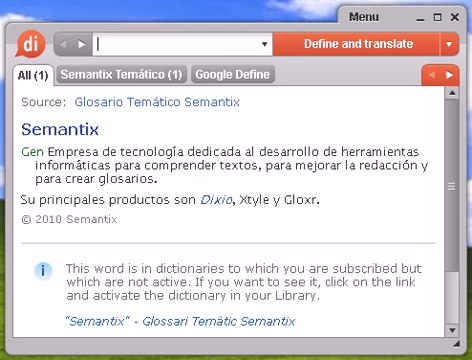 Menu
di
Define and translate
All (1)
Semantix Temático (1)
Google Define
Source: Glosario Temático Semantix
Semantix
Gen Empresa de tecnología dedicada al desarrollo de herramientas
informáticas para comprender textos, para mejorar la redacción y
para crear glosarios.
Su principales productos son Dixio, Xtyle y Gloxr.
© 2010 Semantix
i
This word is in dictionaries to which you are subscribed but
which are not active. If you want to see it, click on the link
and activate the dictionary in your Library.
"Semantix" - Glossari Temàtic Semantix